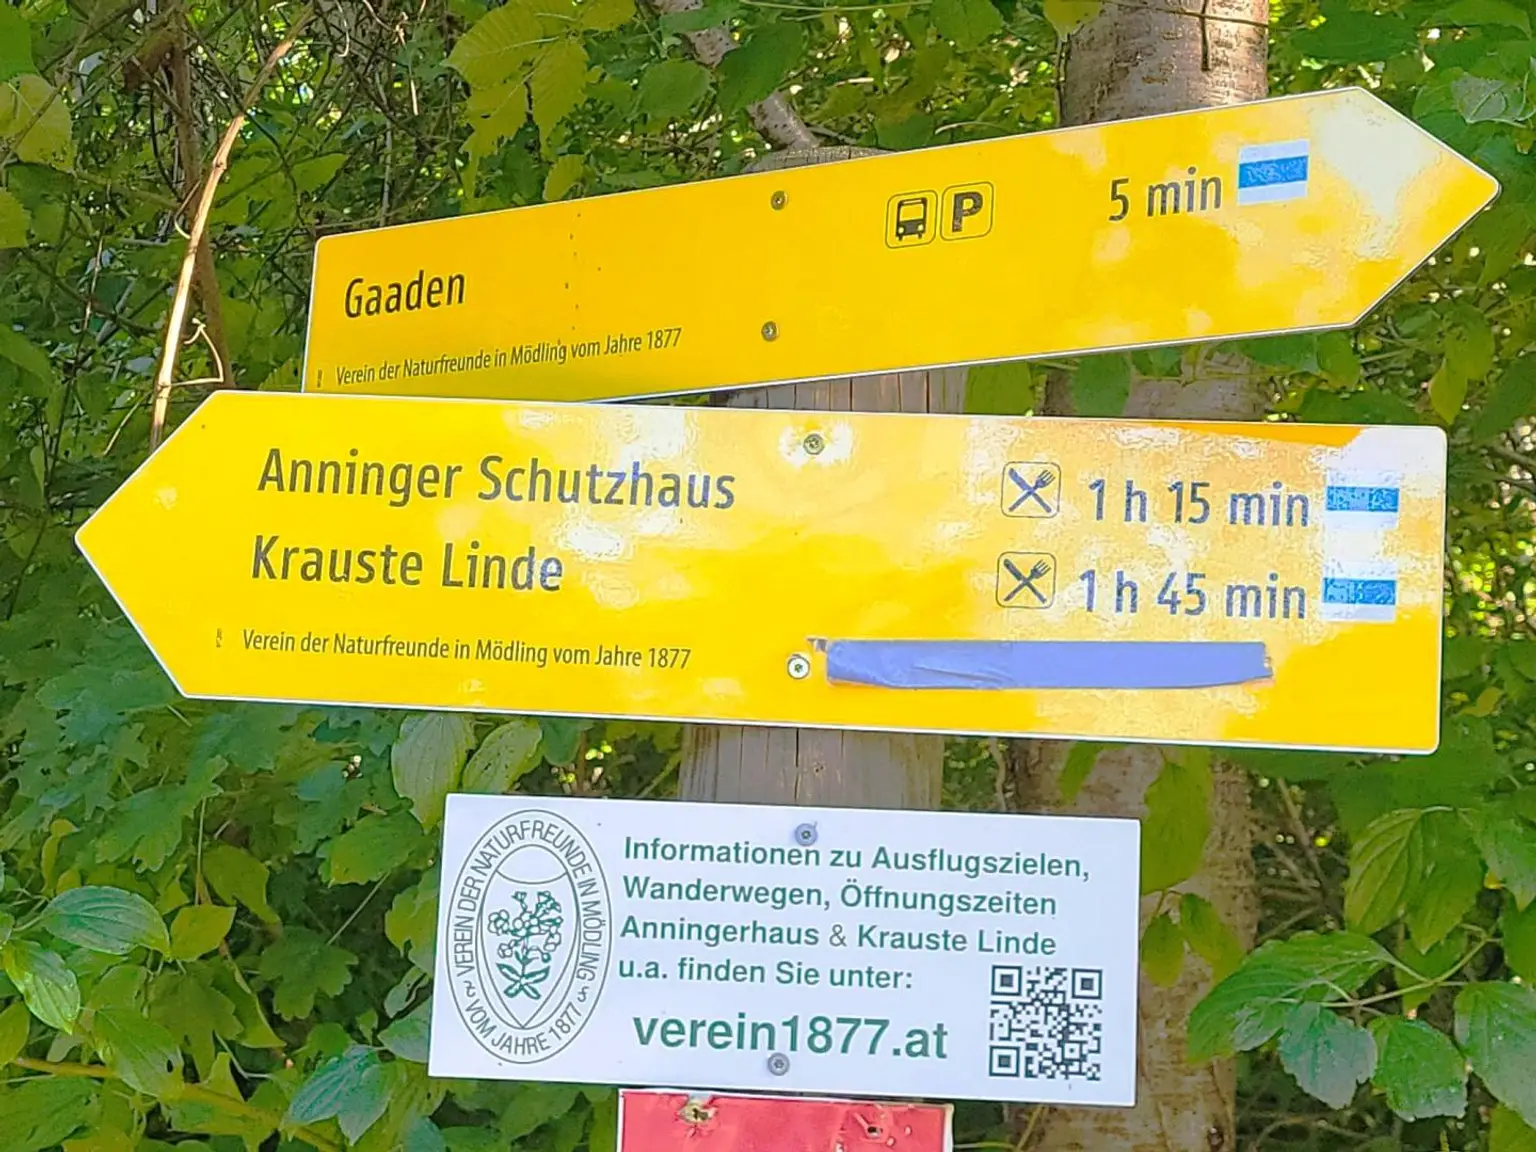 P
5 min
Gaaden
Verein der Naturfreunde in Mödling vom Jahre 1877
Anninger Schutzhaus 1 h 15 min
Krauste Linde 1 h 45 min
Verein der Naturfreunde in Mödling vom Jahre 1877
VEREIN DER NATURFREUNDE IN MÖDLING
VOM JAHRE 1877
Informationen zu Ausflugszielen,
Wanderwegen, Öffnungszeiten
Anningerhaus & Krauste Linde
u.a. finden Sie unter:
verein1877.at